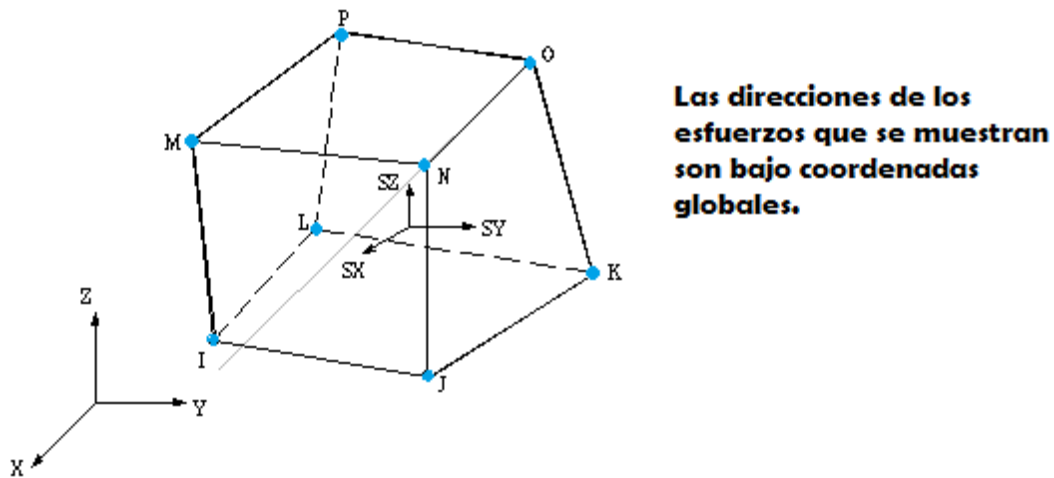 P
O
M
N
SZ
L
SY
SX
K
Z
I
J
Y
X
Las direcciones de los
esfuerzos que se muestran
son bajo coordenadas
globales.